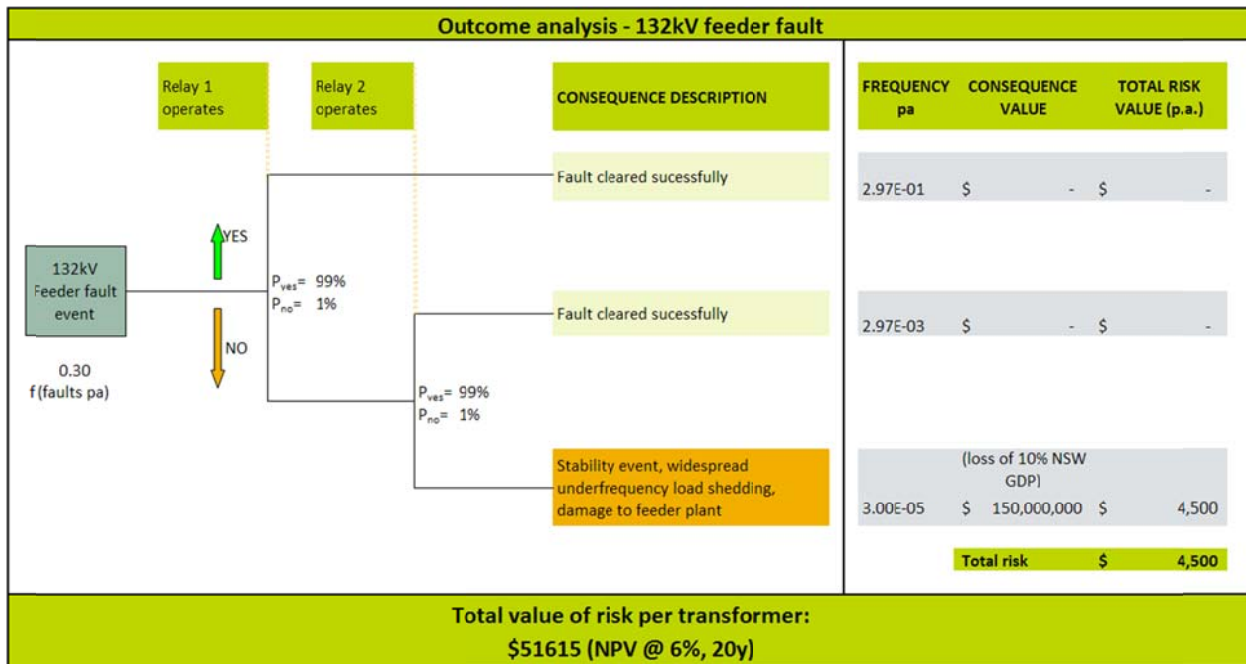 Outcome analysis - 132kV feeder fault
Relay 1
operates
Relay 2
operates
CONSEQUENCE DESCRIPTION
FREQUENCY
pa
CONSEQUENCE
VALUE
TOTAL RISK
VALUE (p.a.)
Fault cleared sucessfully
2.97E-01 $ - $ -
YES
132kV
Feeder fault
event
Pyes= 99%
Pno= 1%
Fault cleared sucessfully
2.97E-03 $ - $ -
NO
0.30
f (faults pa)
Pyes= 99%
Pno= 1%
Stability event, widespread
underfrequency load shedding,
damage to feeder plant
(loss of 10% NSW
GDP)
3.00E-05 $ 150,000,000 $ 4,500
Total risk $ 4,500
Total value of risk per transformer:
$51615 (NPV @ 6%, 20y)